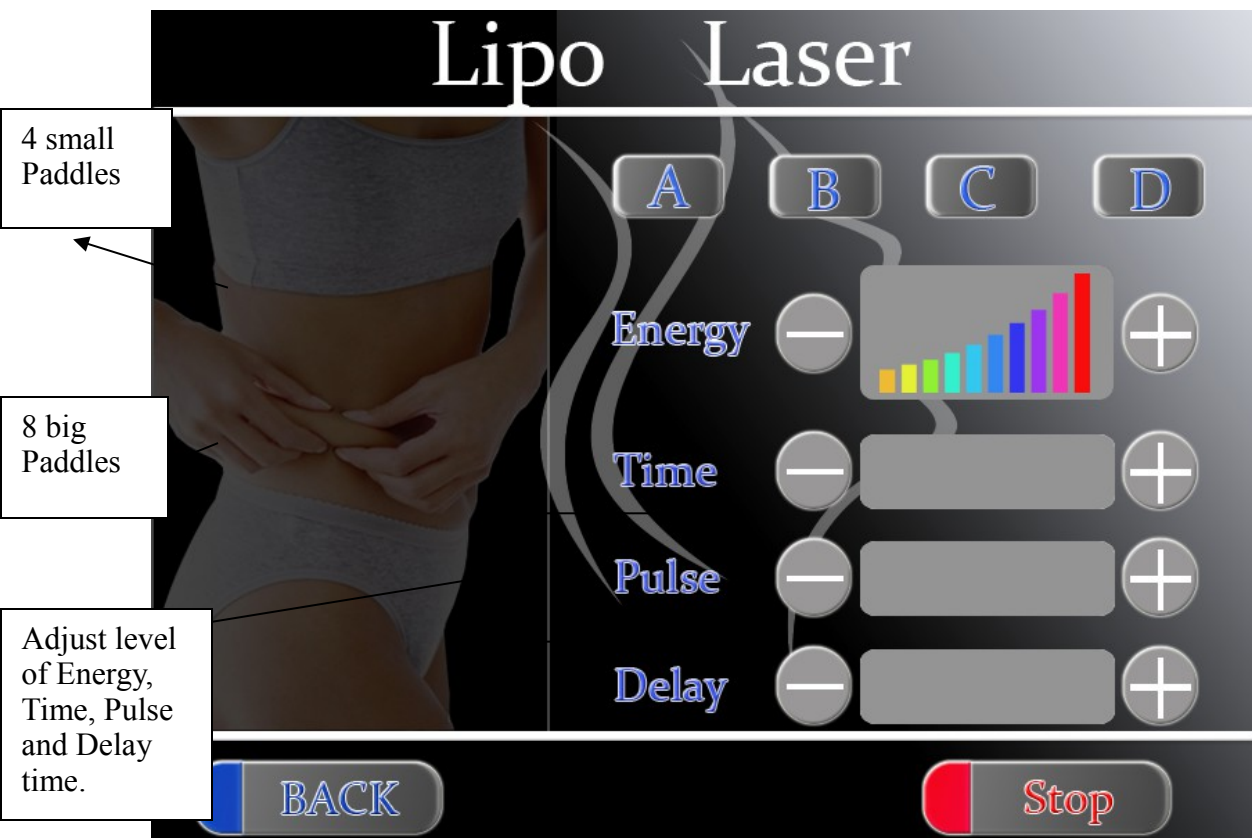 Lipo Laser
4 small
Paddles
A B C D
Energy
8 big
Paddles
Time
Pulse
Adjust level
of Energy,
Time, Pulse
and Delay
time.
Delay
BACK
Stop